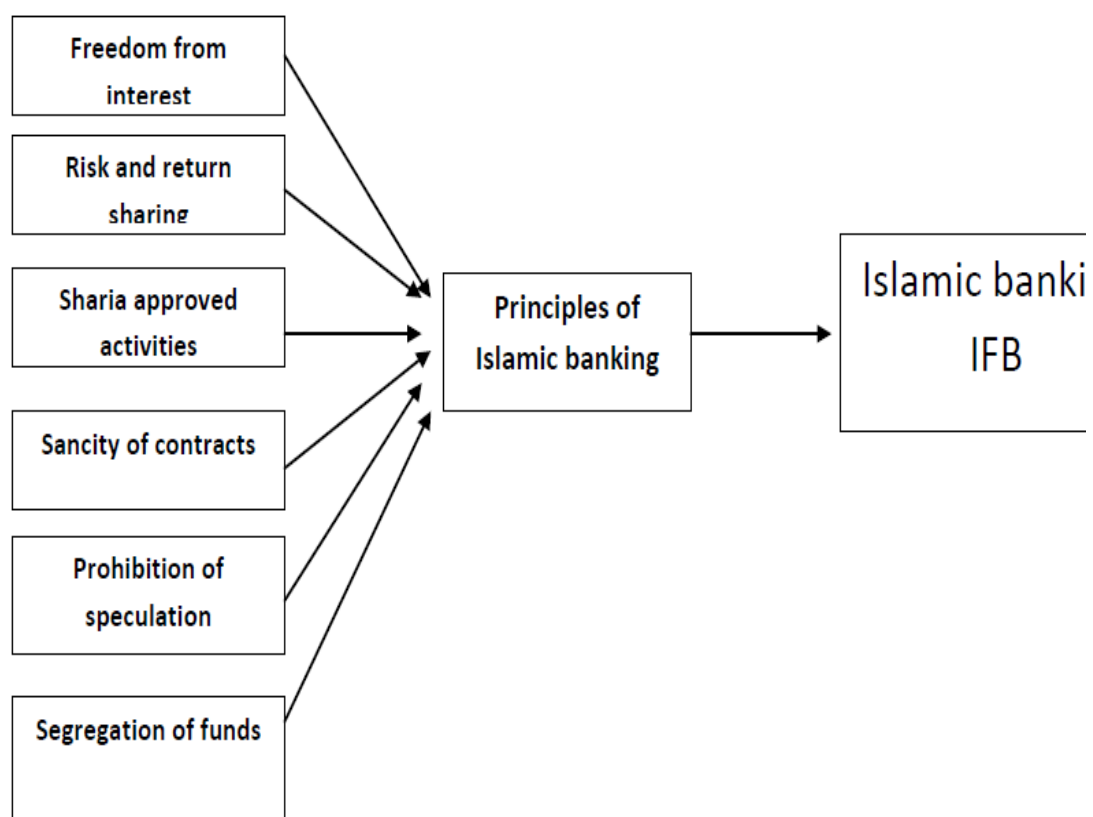 Freedom from
interest
Risk and return
sharing
Sharia approved
activities
Sancity of contracts
Prohibition of
speculation
Segregation of funds
Principles of
Islamic banking
Islamic banki
IFB